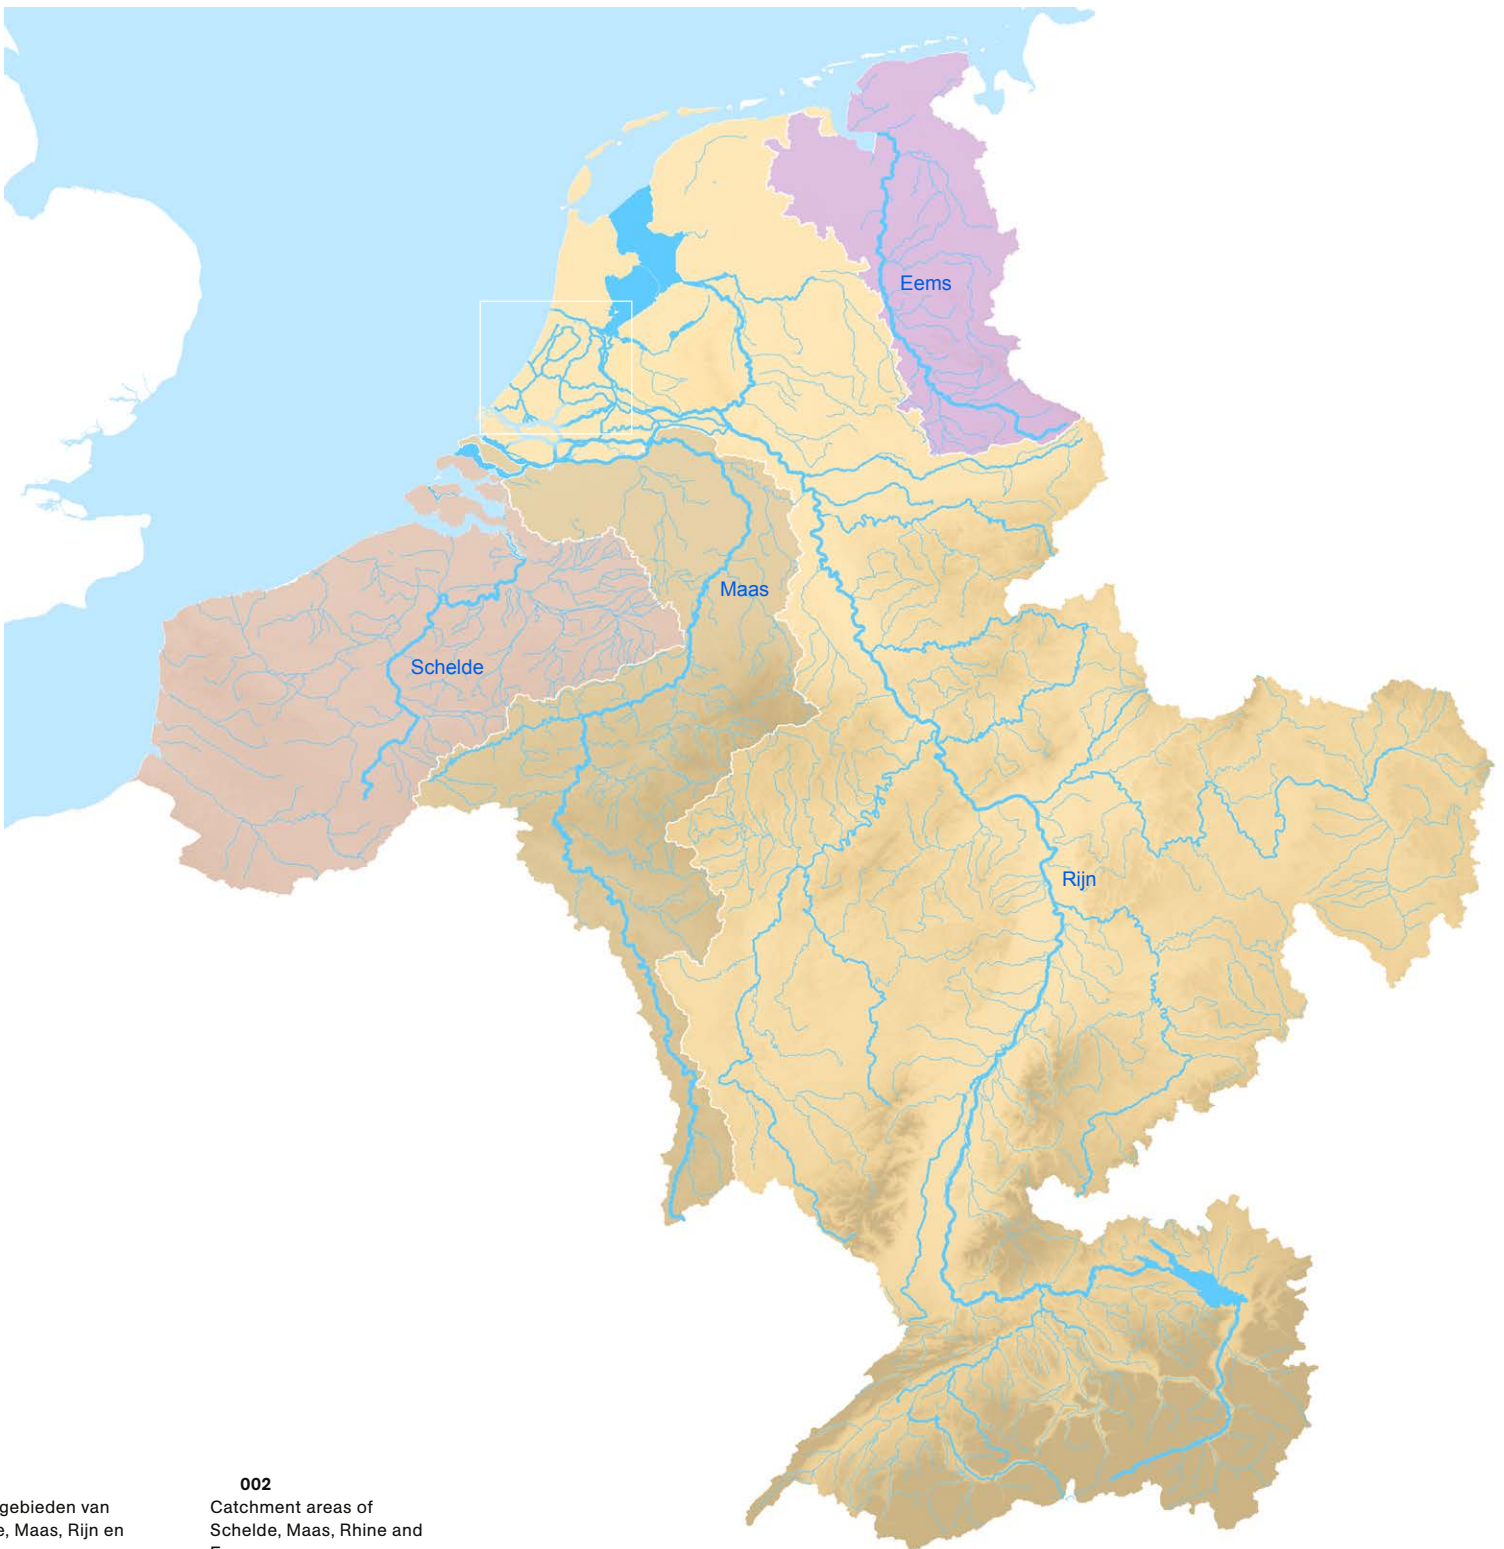 Eems
Maas
Schelde
Rijn
gebieden van
, Maas, Rijn en
002
Catchment areas of
Schelde, Maas, Rhine and